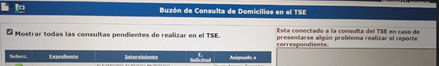 Buzón de Consulta de Domicilios en el TSE
Mostrar todas las consultas pendientes de realizar en el TSE.
Esta conectado a la consulta del TSE en caso de
presentarse algún problema realizar el reporte
correspondiente.
Selecc. Expediente Interviniente F. Solicitud Asignado a